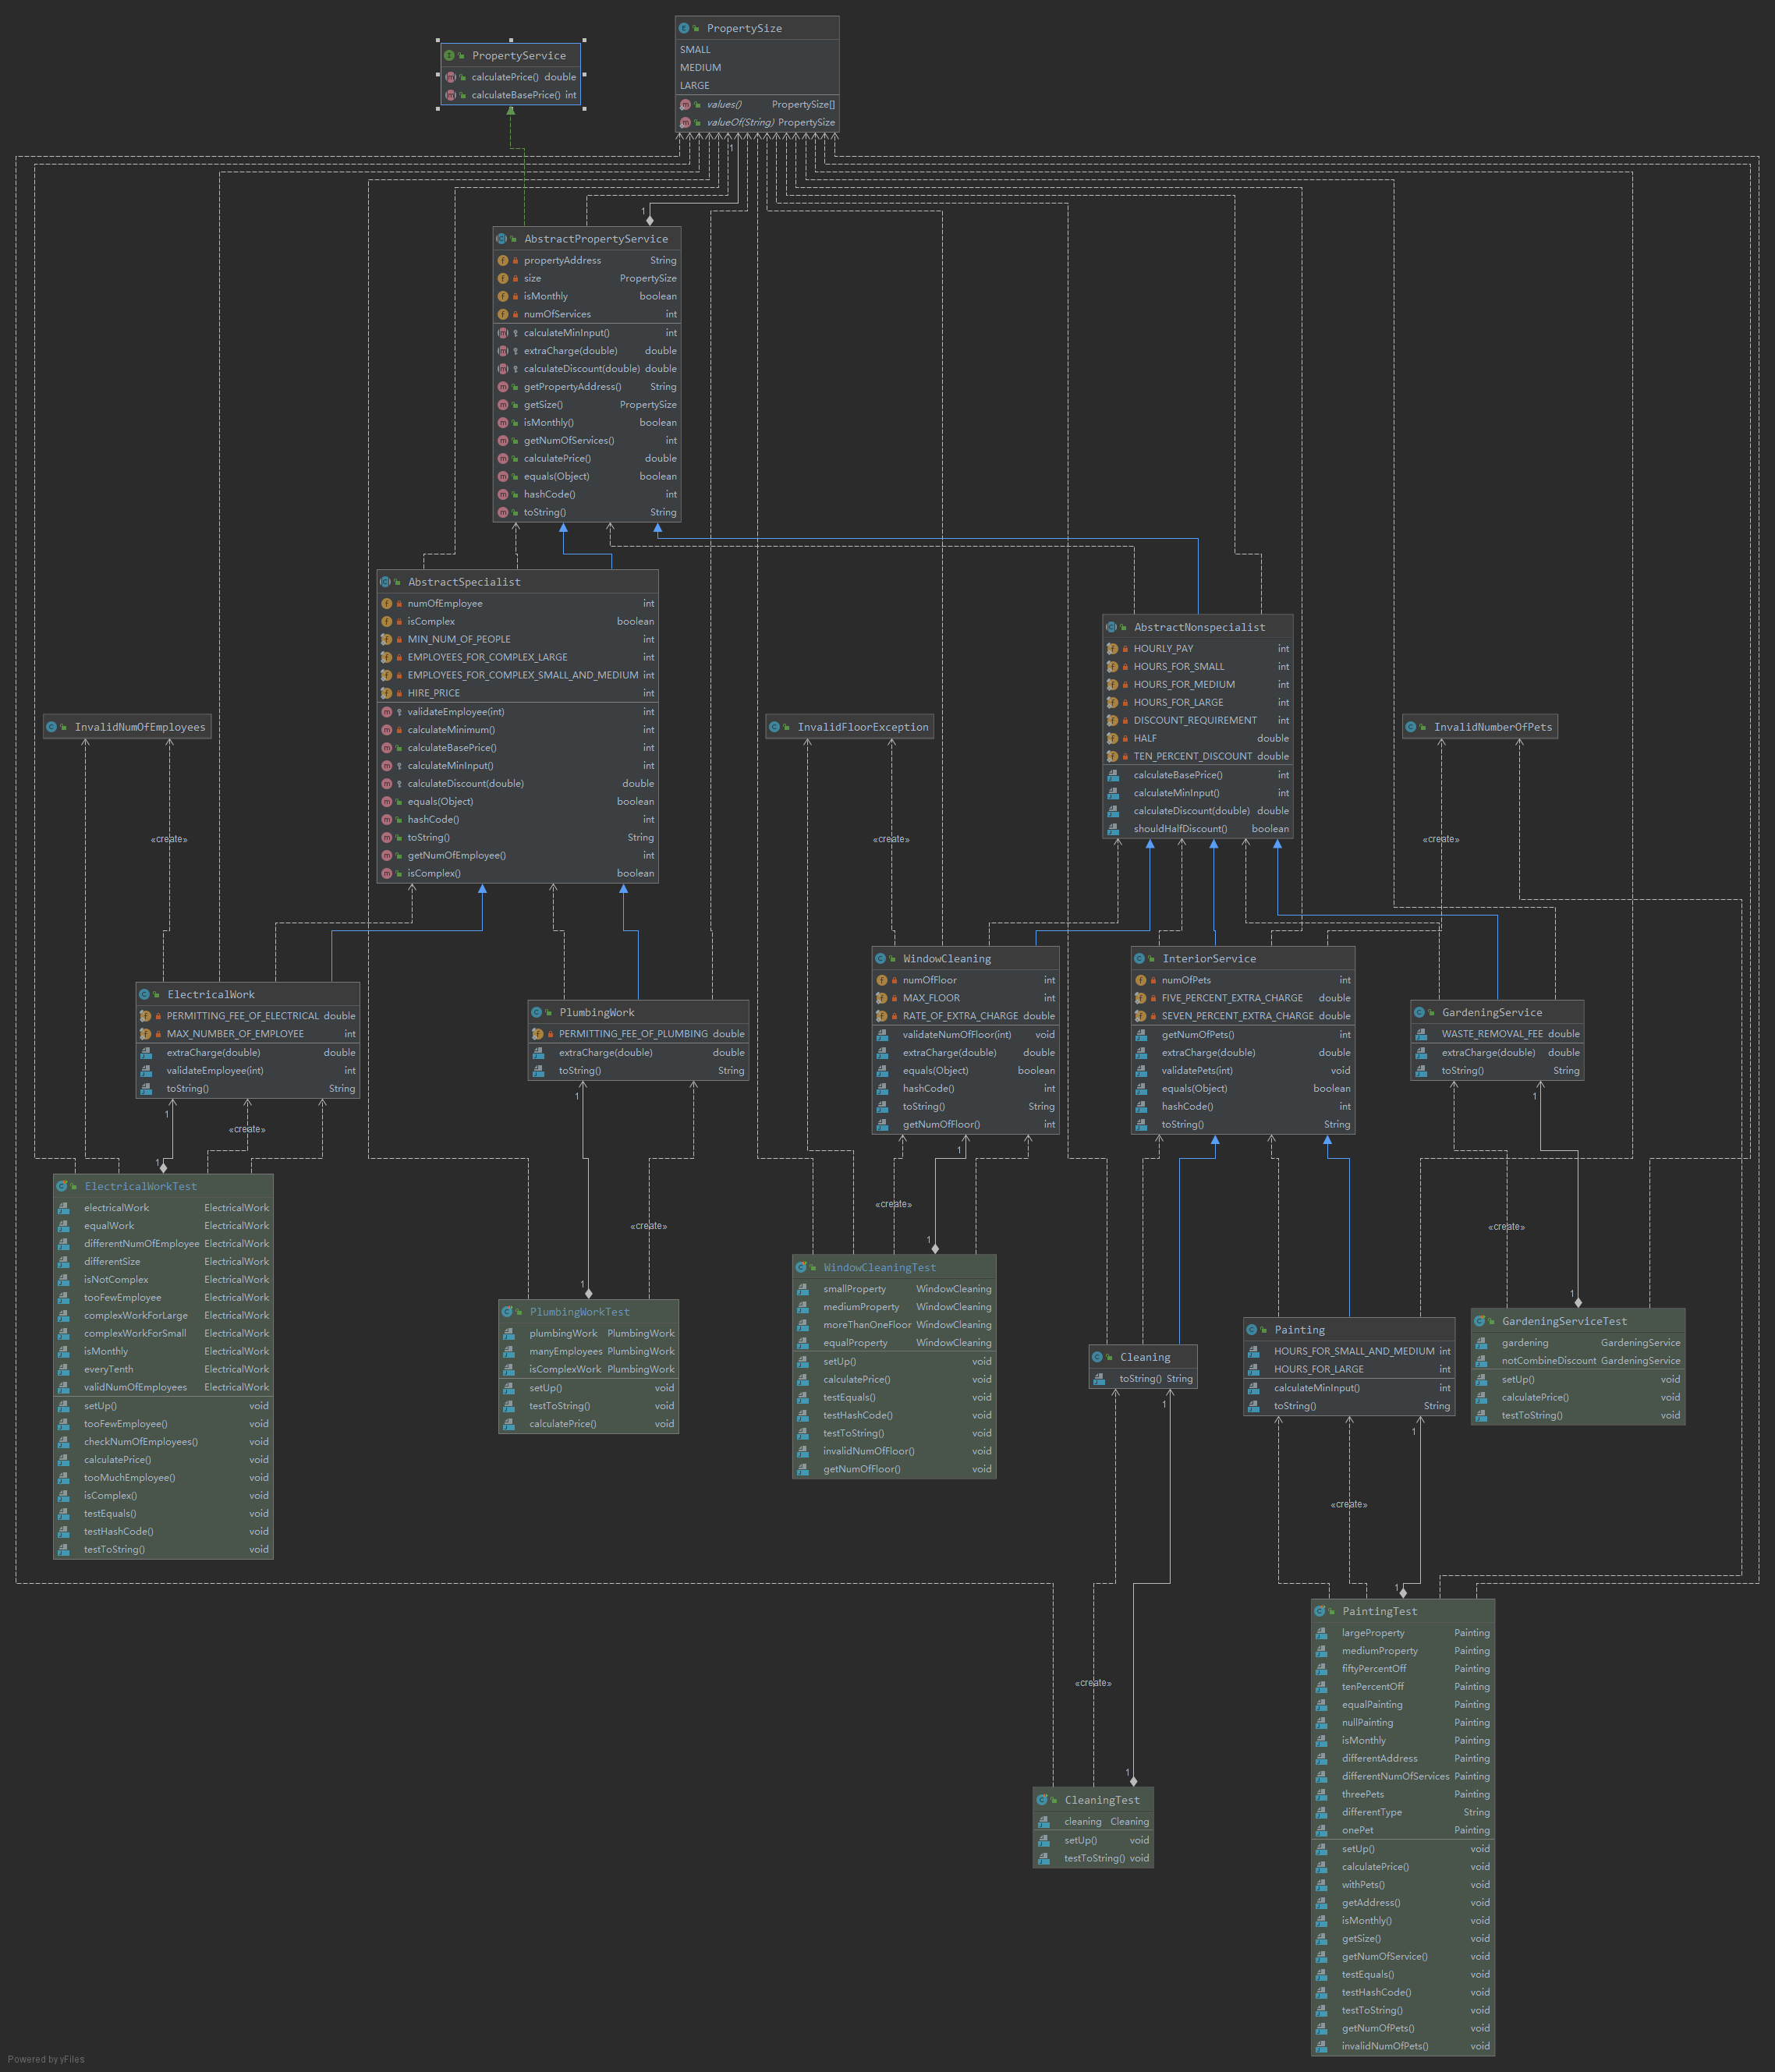 PropertySize
SMALL
MEDIUM
LARGE
values() PropertySize[]
valueOf(String) PropertySize
PropertyService
calculatePrice() double
calculateBasePrice() int
1
1
AbstractPropertyService
propertyAddress String
size PropertySize
isMonthly boolean
numOfServices int
calculateMinInput() int
extraCharge(double) double
calculateDiscount(double) double
getPropertyAddress() String
getSize() PropertySize
isMonthly() boolean
getNumOfServices() int
calculatePrice() double
equals(Object) boolean
hashCode() int
toString() String
AbstractSpecialist
numOfEmployee int
isComplex boolean
MIN_NUM_OF_PEOPLE int
EMPLOYEES_FOR_COMPLEX_LARGE int
EMPLOYEES_FOR_COMPLEX_SMALL_AND_MEDIUM int
HIRE_PRICE int
validateEmployee(int) int
calculateMinimum() int
calculateBasePrice() int
calculateMinInput() int
calculateDiscount(double) double
equals(Object) boolean
hashCode() int
toString() String
getNumOfEmployee() int
isComplex() boolean
AbstractNonspecialist
HOURLY_PAY int
HOURS_FOR_SMALL int
HOURS_FOR_MEDIUM int
HOURS_FOR_LARGE int
DISCOUNT_REQUIREMENT int
HALF double
TEN_PERCENT_DISCOUNT double
calculateBasePrice() int
calculateMinInput() int
calculateDiscount(double) double
shouldHalfDiscount() boolean
InvalidNumOfEmployees
InvalidFloorException
InvalidNumberOfPets
«create»
«create»
«create»
ElectricalWork
PERMITTING_FEE_OF_ELECTRICAL double
MAX_NUMBER_OF_EMPLOYEE int
extraCharge(double) double
validateEmployee(int) int
toString() String
PlumbingWork
PERMITTING_FEE_OF_PLUMBING double
extraCharge(double) double
toString() String
WindowCleaning
numOfFloor int
MAX_FLOOR int
RATE_OF_EXTRA_CHARGE double
validateNumOfFloor(int) void
extraCharge(double) double
equals(Object) boolean
hashCode() int
toString() String
getNumOfFloor() int
InteriorService
numOfPets int
FIVE_PERCENT_EXTRA_CHARGE double
SEVEN_PERCENT_EXTRA_CHARGE double
getNumOfPets() int
extraCharge(double) double
validatePets(int) void
equals(Object) boolean
hashCode() int
toString() String
GardeningService
WASTE_REMOVAL_FEE double
extraCharge(double) double
toString() String
1
«create»
1
1
«create»
1
1
«create»
1
1
«create»
1
ElectricalWorkTest
electricalWork ElectricalWork
equalWork ElectricalWork
differentNumOfEmployee ElectricalWork
differentSize ElectricalWork
isNotComplex ElectricalWork
tooFewEmployee ElectricalWork
complexWorkForLarge ElectricalWork
complexWorkForSmall ElectricalWork
isMonthly ElectricalWork
everyTenth ElectricalWork
validNumOfEmployees ElectricalWork
setUp() void
tooFewEmployee() void
checkNumOfEmployees() void
calculatePrice() void
tooMuchEmployee() void
isComplex() void
testEquals() void
testHashCode() void
testToString() void
PlumbingWorkTest
plumbingWork PlumbingWork
manyEmployees PlumbingWork
isComplexWork PlumbingWork
setUp() void
testToString() void
calculatePrice() void
WindowCleaningTest
smallProperty WindowCleaning
mediumProperty WindowCleaning
moreThanOneFloor WindowCleaning
equalProperty WindowCleaning
setUp() void
calculatePrice() void
testEquals() void
testHashCode() void
testToString() void
invalidNumOfFloor() void
getNumOfFloor() void
Cleaning
toString() String
Painting
HOURS_FOR_SMALL_AND_MEDIUM int
HOURS_FOR_LARGE int
calculateMinInput() int
toString() String
GardeningServiceTest
gardening GardeningService
notCombineDiscount GardeningService
setUp() void
calculatePrice() void
testToString() void
1
1
«create»
1
«create»
1
CleaningTest
cleaning Cleaning
setUp() void
testToString() void
PaintingTest
largeProperty Painting
mediumProperty Painting
fiftyPercentOff Painting
tenPercentOff Painting
equalPainting Painting
nullPainting Painting
isMonthly Painting
differentAddress Painting
differentNumOfServices Painting
threePets Painting
differentType String
onePet Painting
setUp() void
calculatePrice() void
withPets() void
getAddress() void
isMonthly() void
getSize() void
getNumOfService() void
testEquals() void
testHashCode() void
testToString() void
getNumOfPets() void
invalidNumOfPets() void
Powered by yFiles